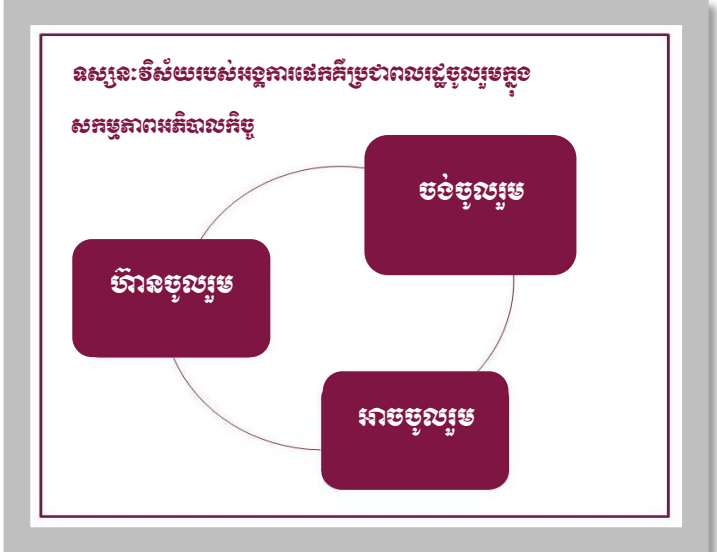 ទស្សនៈវិស័យរបស់អង្គការផេកគឺប្រជាពលរដ្ឋចូលរួមក្នុង
សកម្មភាពអភិបាលកិច្ច
ចង់ចូលរួម
ហ៊ានចូលរួម
អាចចូលរួម